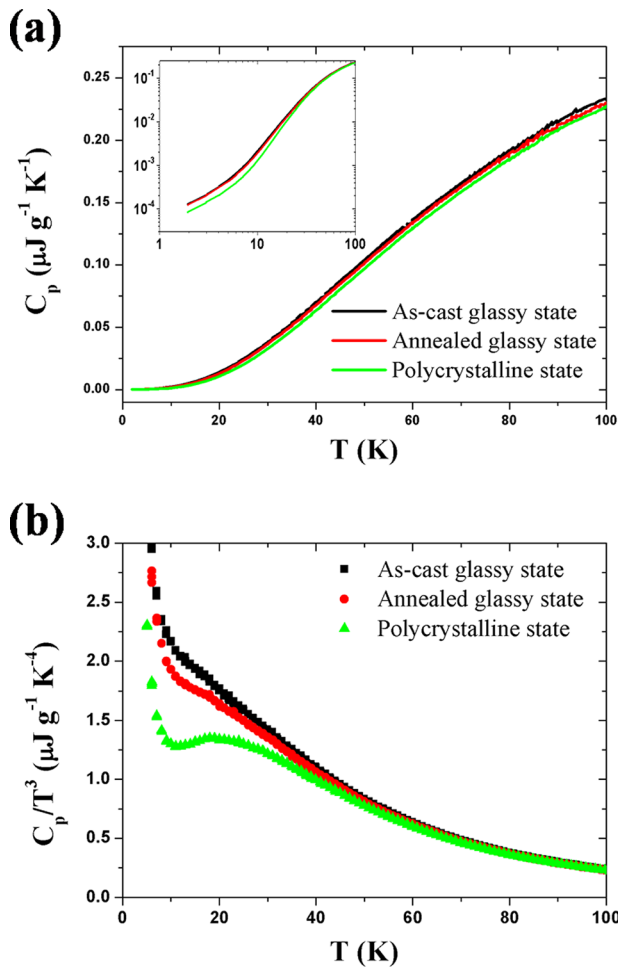 (a)
0.25
0.20
0.15
0.10
0.05
0.00
C_p (μJ g⁻¹ K⁻¹)
10⁻¹
10⁻²
10⁻³
10⁻⁴
1 10 100
As-cast glassy state
Annealed glassy state
Polycrystalline state
0 20 40 60 80 100
T (K)
(b)
3.0
2.5
2.0
1.5
1.0
0.5
0.0
C_p/T³ (μJ g⁻¹ K⁻⁴)
As-cast glassy state
Annealed glassy state
Polycrystalline state
0 20 40 60 80 100
T (K)